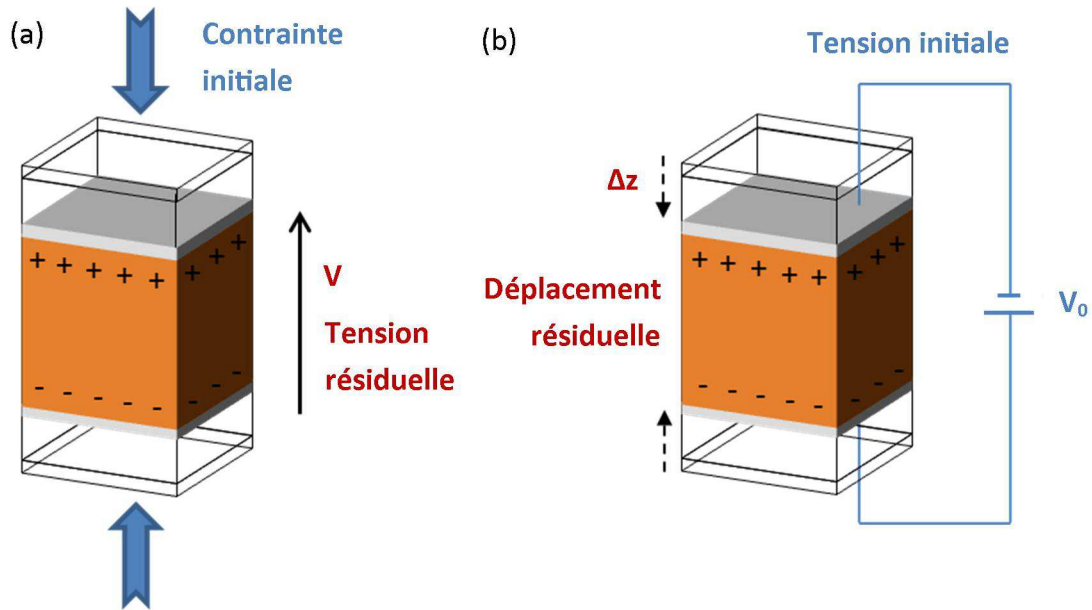 (a)
Contrainte
initiale
V
Tension
résiduelle
+ + + + + + + +
- - - - - - - -
(b)
Tension initiale
Δz
Déplacement
résiduelle
V₀
+ + + + + + + +
- - - - - - - -